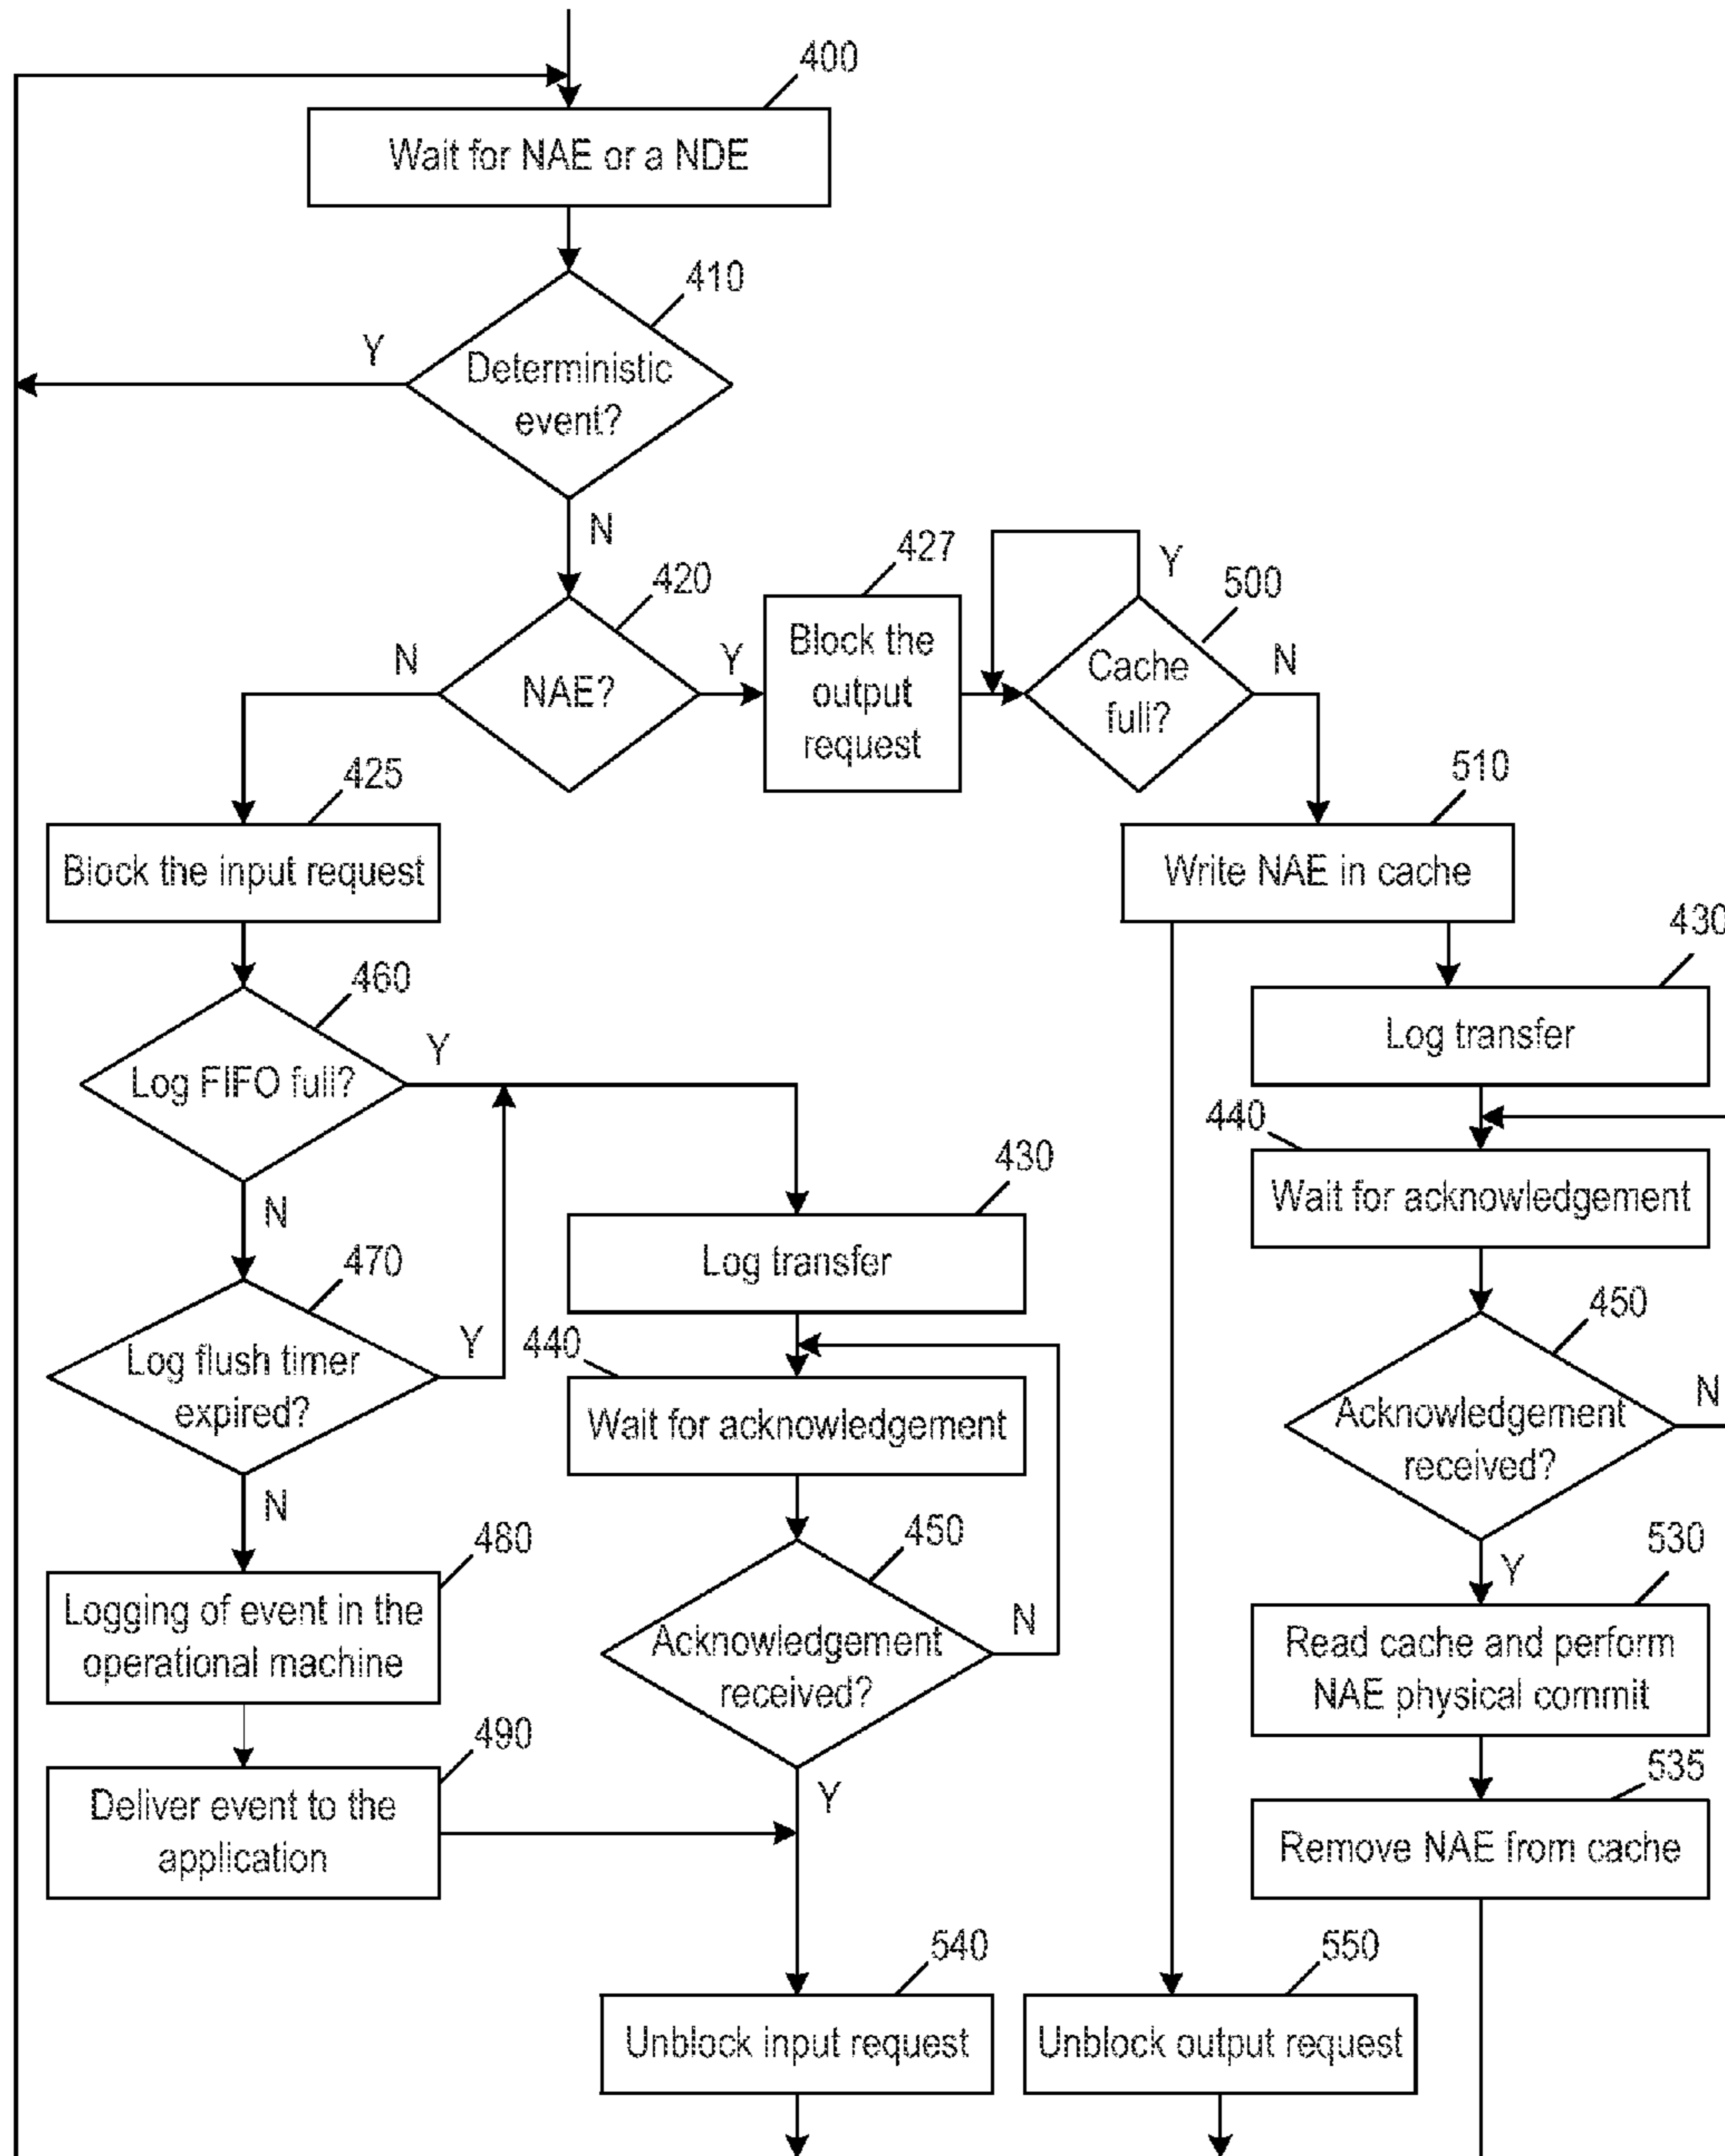 400
Wait for NAE or a NDE
410
Y
Deterministic
event?
N
420
427
Y
500
N
NAE?
Y
Block the
output
request
Cache
full?
N
425
510
Block the input request
Write NAE in cache
430
460
Y
Log FIFO full?
Log transfer
440
430
N
Wait for acknowledgement
470
Log transfer
Y
440
450
Log flush timer
expired?
N
Wait for acknowledgement
Acknowledgement
received?
N
480
450
530
Y
Logging of event in the
operational machine
N
Acknowledgement
received?
Read cache and perform
NAE physical commit
490
535
Y
Deliver event to the
application
Remove NAE from cache
540
550
Unblock input request
Unblock output request